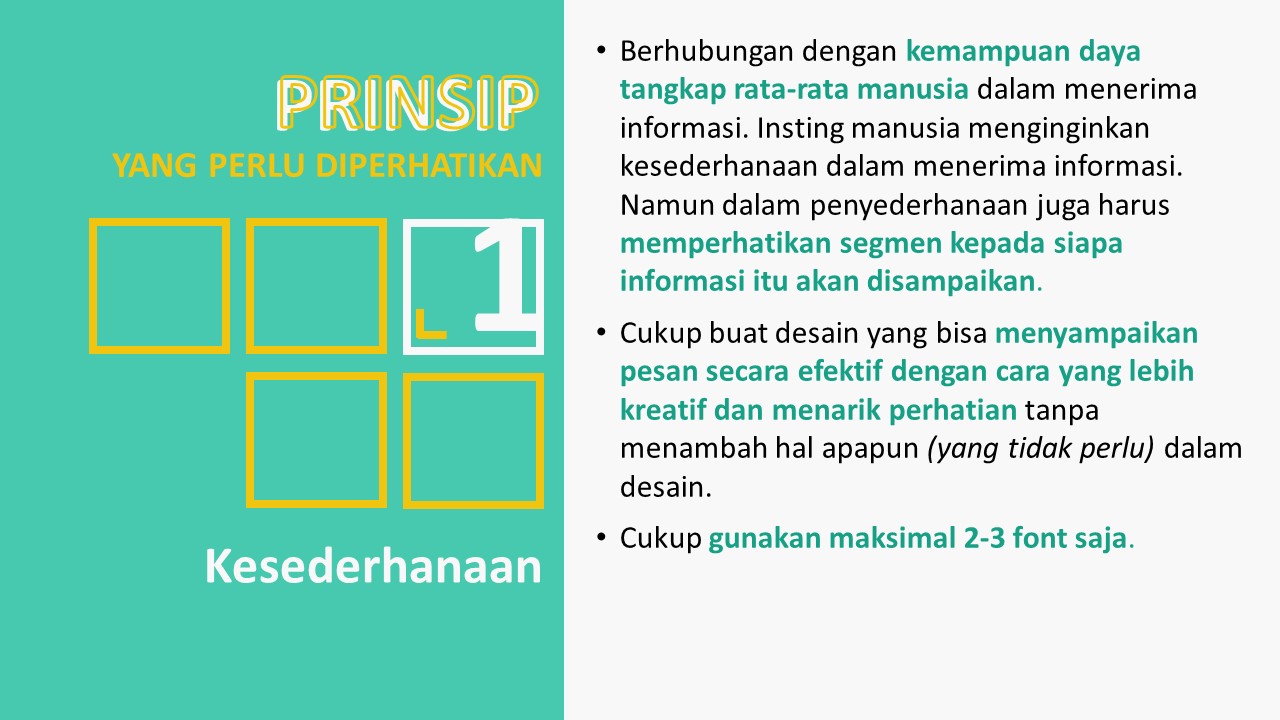 PRINSIP
YANG PERLU DIPERHATIKAN
1
Kesederhanaan
• Berhubungan dengan kemampuan daya
tangkap rata-rata manusia dalam menerima
informasi. Insting manusia menginginkan
kesederhanaan dalam menerima informasi.
Namun dalam penyederhanaan juga harus
memperhatikan segmen kepada siapa
informasi itu akan disampaikan.
• Cukup buat desain yang bisa menyampaikan
pesan secara efektif dengan cara yang lebih
kreatif dan menarik perhatian tanpa
menambah hal apapun (yang tidak perlu) dalam
desain.
• Cukup gunakan maksimal 2-3 font saja.